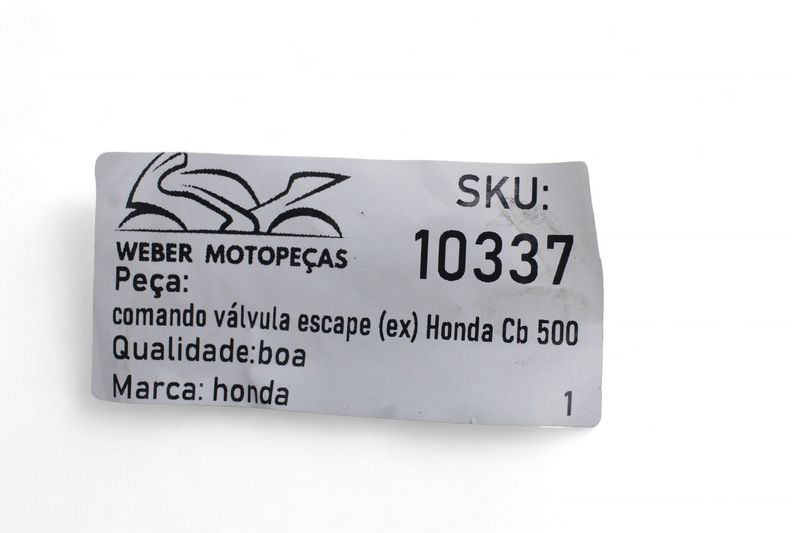 WEBER MOTOPEÇAS
SKU:
10337
Peça:
comando válvula escape (ex) Honda Cb 500
Qualidade:boa
Marca: honda
1